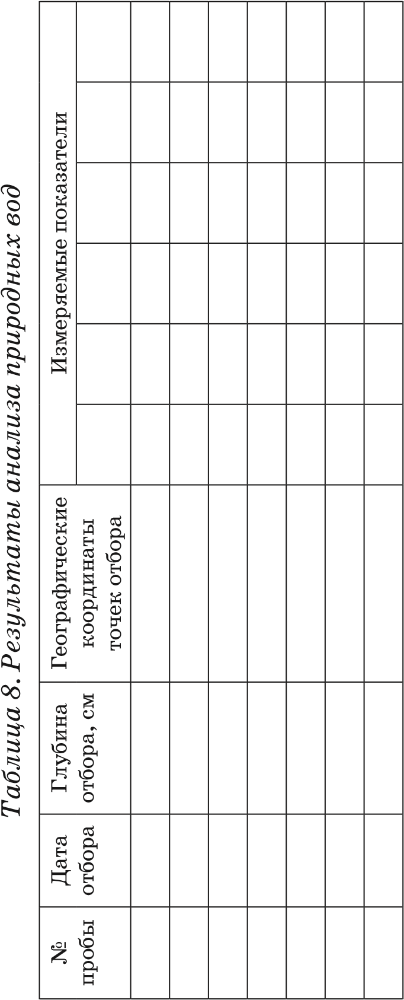 Таблица 8. Результаты анализа природных вод
№
пробы
Дата
отбора
Глубина
отбора, см
Географические
координаты
точек отбора
Измеряемые показатели